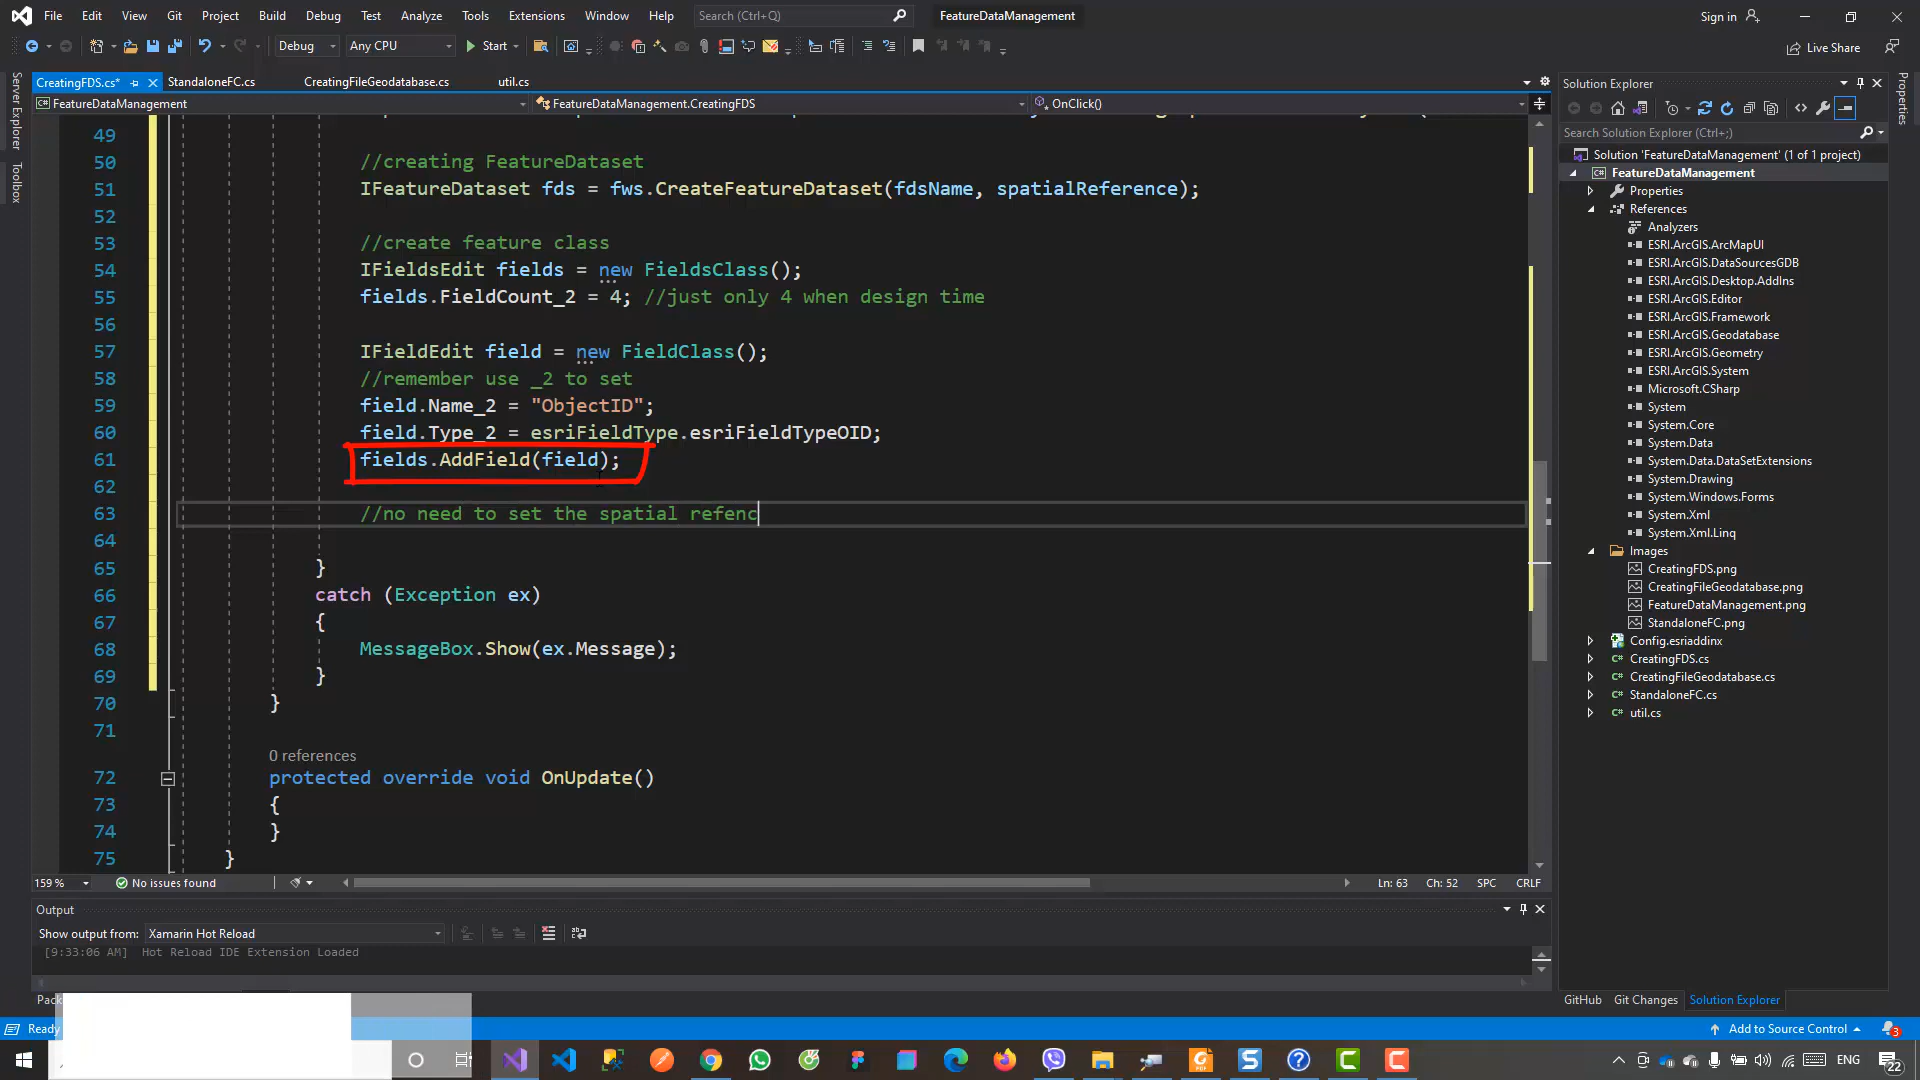 File Edit View Git Project Build Debug Test Analyze Tools Extensions Window Help Search (Ctrl+Q) FeatureDataManagement Sign in
Debug Any CPU Start Live Share
CreatingFDS.cs* StandaloneFC.cs CreatingFileGeodatabase.cs util.cs
FeatureDataManagement FeatureDataManagement.CreatingFDS OnClick()
Server Explorer
Toolbox
49
50 //creating FeatureDataset
51 IFeatureDataset fds = fws.CreateFeatureDataset(fdsName, spatialReference);
52
53 //create feature class
54 IFieldsEdit fields = new FieldsClass();
55 fields.FieldCount_2 = 4; //just only 4 when design time
56
57 IFieldEdit field = new FieldClass();
58 //remember use _2 to set
59 field.Name_2 = "ObjectID";
60 field.Type_2 = esriFieldType.esriFieldTypeOID;
61 fields.AddField(field);
62
63 //no need to set the spatial refenc
64
65 }
66 catch (Exception ex)
67 {
68 MessageBox.Show(ex.Message);
69 }
70 }
71
0 references
72 protected override void OnUpdate()
73 {
74 }
75 }
159 % No issues found Ln: 63 Ch: 52 SPC CRLF
Output
Show output from: Xamarin Hot Reload
[9:33:06 AM] Hot Reload IDE Extension Loaded
Pack
Ready
Solution Explorer
Search Solution Explorer (Ctrl+;)
Solution 'FeatureDataManagement' (1 of 1 project)
FeatureDataManagement
Properties
References
Analyzers
ESRI.ArcGIS.ArcMapUI
ESRI.ArcGIS.DataSourcesGDB
ESRI.ArcGIS.Desktop.AddIns
ESRI.ArcGIS.Editor
ESRI.ArcGIS.Framework
ESRI.ArcGIS.Geodatabase
ESRI.ArcGIS.Geometry
ESRI.ArcGIS.System
Microsoft.CSharp
System
System.Core
System.Data
System.Data.DataSetExtensions
System.Drawing
System.Windows.Forms
System.Xml
System.Xml.Linq
Images
CreatingFDS.png
CreatingFileGeodatabase.png
FeatureDataManagement.png
StandaloneFC.png
Config.esriaddinx
CreatingFDS.cs
CreatingFileGeodatabase.cs
StandaloneFC.cs
util.cs
GitHub Git Changes Solution Explorer
Properties
Add to Source Control 3
ENG 22